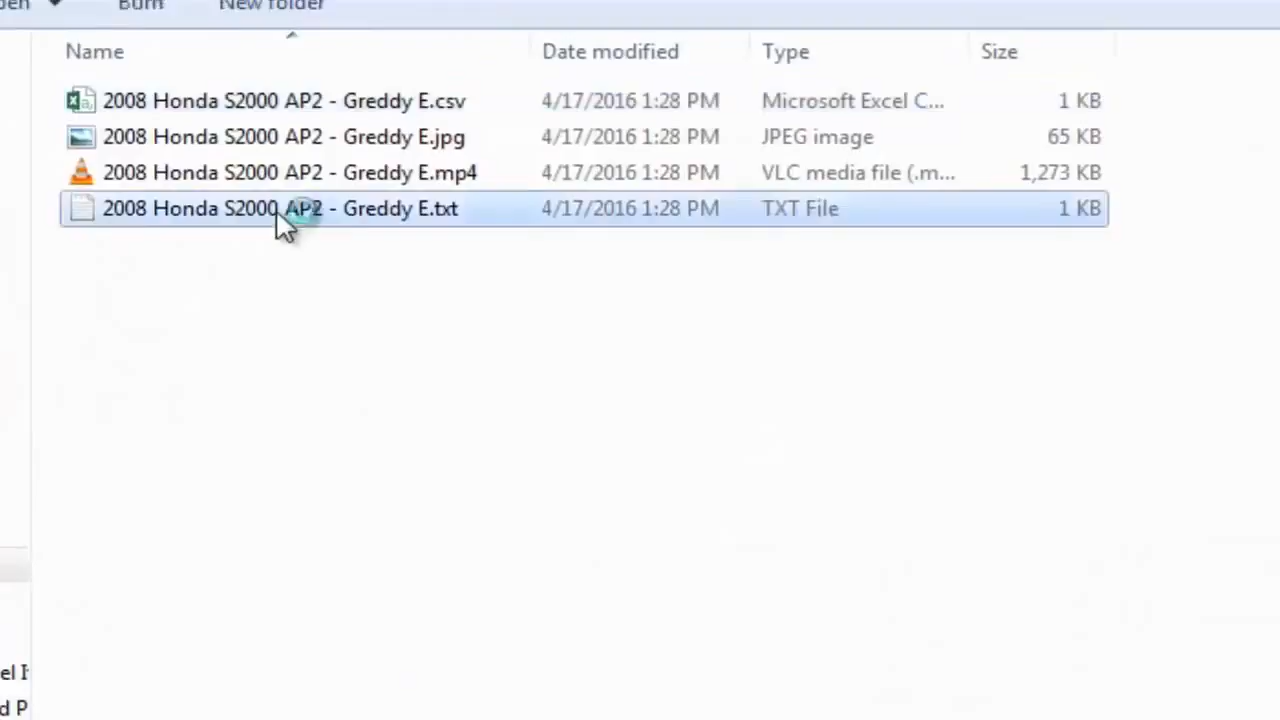 Burn New folder
Name Date modified Type Size
2008 Honda S2000 AP2 - Greddy E.csv 4/17/2016 1:28 PM Microsoft Excel C... 1 KB
2008 Honda S2000 AP2 - Greddy E.jpg 4/17/2016 1:28 PM JPEG image 65 KB
2008 Honda S2000 AP2 - Greddy E.mp4 4/17/2016 1:28 PM VLC media file (.m... 1,273 KB
2008 Honda S2000 AP2 - Greddy E.txt 4/17/2016 1:28 PM TXT File 1 KB